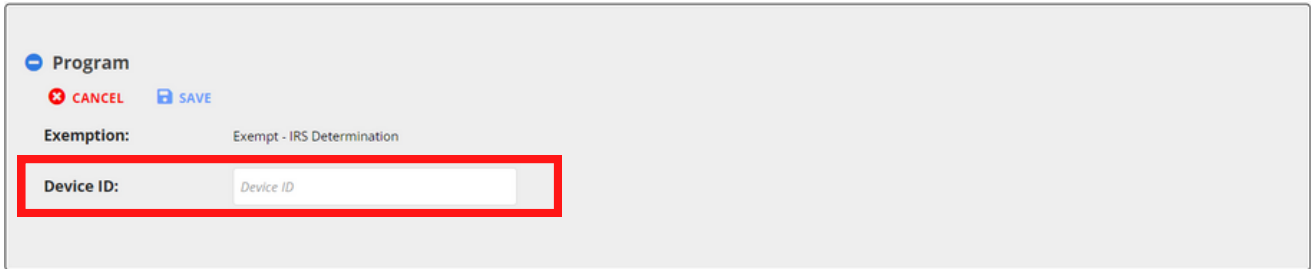 Program
CANCEL SAVE
Exemption: Exempt - IRS Determination
Device ID: Device ID